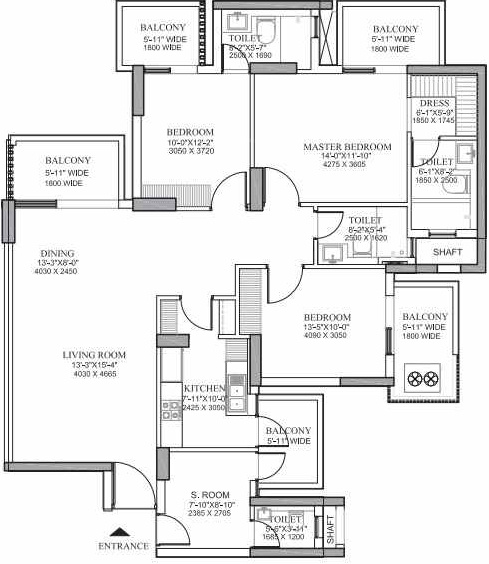 BALCONY
5'-11" WIDE
1800 WIDE
TOILET
8'-2"X5'-7"
2500 X 1690
BALCONY
5'-11" WIDE
1800 WIDE
DRESS
6'-1"X5'-9"
1850 X 1745
BEDROOM
10'-0"X12'-2"
3050 X 3720
MASTER BEDROOM
14'-0"X11'-10"
4275 X 3605
BALCONY
5'-11" WIDE
1800 WIDE
TOILET
6'-1"X8'-2"
1850 X 2500
TOILET
8'-2"X5'-4"
2500 X 1620
SHAFT
DINING
13'-3"X8'-0"
4030 X 2450
BEDROOM
13'-5"X10'-0"
4090 X 3050
BALCONY
5'-11" WIDE
1800 WIDE
LIVING ROOM
13'-3"X15'-4"
4030 X 4665
KITCHEN
7'-11"X10'-0"
2425 X 3050
BALCONY
5'-11" WIDE
S. ROOM
7'-10"X8'-10"
2385 X 2705
TOILET
5'-6"X3'-11"
1685 X 1200
SHAFT
ENTRANCE